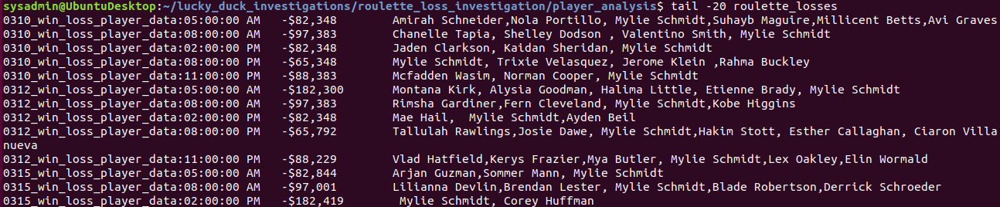 sysadmin@UbuntuDesktop:~/lucky_duck_investigations/roulette_loss_investigation/player_analysis$ tail -20 roulette_losses
0310_win_loss_player_data:05:00:00 AM -$82,348 Amirah Schneider,Nola Portillo, Mylie Schmidt,Suhayb Maguire,Millicent Betts,Avi Graves
0310_win_loss_player_data:08:00:00 AM -$97,383 Chanelle Tapia, Shelley Dodson , Valentino Smith, Mylie Schmidt
0310_win_loss_player_data:02:00:00 PM -$82,348 Jaden Clarkson, Kaidan Sheridan, Mylie Schmidt
0310_win_loss_player_data:08:00:00 PM -$65,348 Mylie Schmidt, Trixie Velasquez, Jerome Klein ,Rahma Buckley
0310_win_loss_player_data:11:00:00 PM -$88,383 Mcfadden Wasim, Norman Cooper, Mylie Schmidt
0312_win_loss_player_data:05:00:00 AM -$182,300 Montana Kirk, Alysia Goodman, Halima Little, Etienne Brady, Mylie Schmidt
0312_win_loss_player_data:08:00:00 AM -$97,383 Rimsha Gardiner,Fern Cleveland, Mylie Schmidt,Kobe Higgins
0312_win_loss_player_data:02:00:00 PM -$82,348 Mae Hail, Mylie Schmidt,Ayden Beil
0312_win_loss_player_data:08:00:00 PM -$65,792 Tallulah Rawlings,Josie Dawe, Mylie Schmidt,Hakim Stott, Esther Callaghan, Ciaron Villa
nueva
0312_win_loss_player_data:11:00:00 PM -$88,229 Vlad Hatfield,Kerys Frazier,Mya Butler, Mylie Schmidt,Lex Oakley,Elin Wormald
0315_win_loss_player_data:05:00:00 AM -$82,844 Arjan Guzman,Sommer Mann, Mylie Schmidt
0315_win_loss_player_data:08:00:00 AM -$97,001 Lilianna Devlin,Brendan Lester, Mylie Schmidt,Blade Robertson,Derrick Schroeder
0315_win_loss_player_data:02:00:00 PM -$182,419 Mylie Schmidt, Corey Huffman